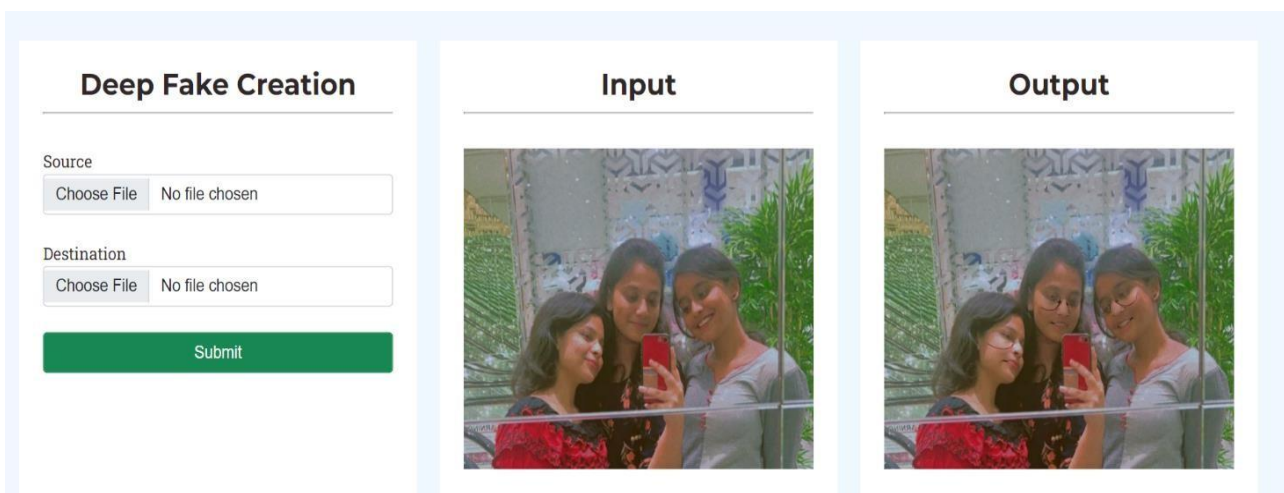 Deep Fake Creation
Source
Choose File No file chosen
Destination
Choose File No file chosen
Submit
Input
Output